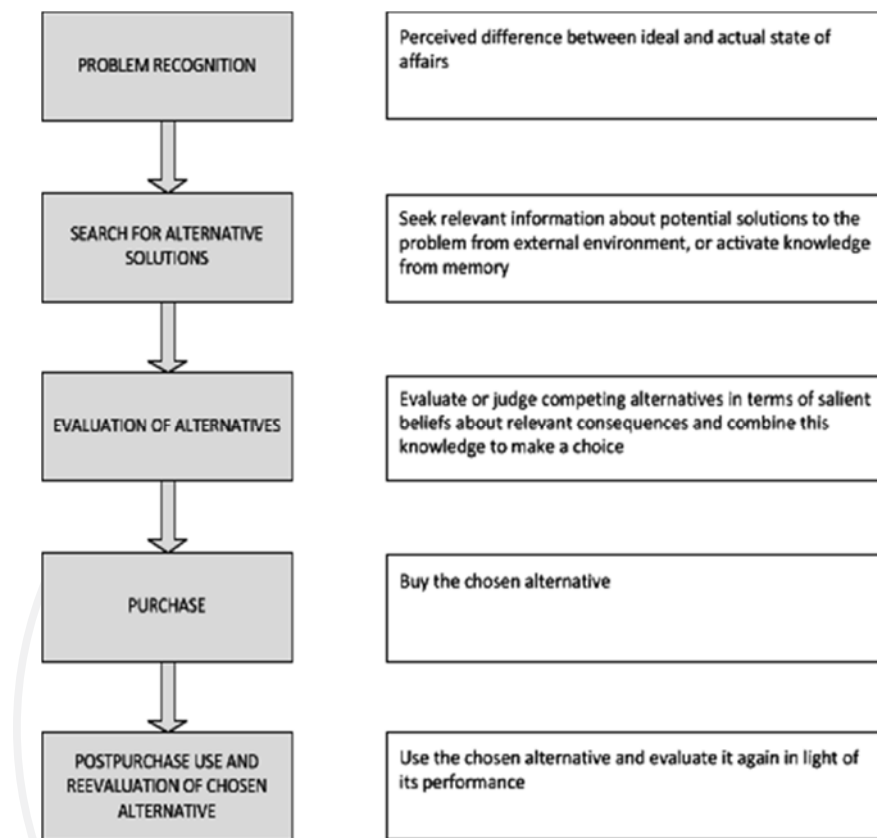 PROBLEM RECOGNITION
Perceived difference between ideal and actual state of
affairs
SEARCH FOR ALTERNATIVE
SOLUTIONS
Seek relevant information about potential solutions to the
problem from external environment, or activate knowledge
from memory
EVALUATION OF ALTERNATIVES
Evaluate or judge competing alternatives in terms of salient
beliefs about relevant consequences and combine this
knowledge to make a choice
PURCHASE
Buy the chosen alternative
POSTPURCHASE USE AND
REEVALUATION OF CHOSEN
ALTERNATIVE
Use the chosen alternative and evaluate it again in light of
its performance